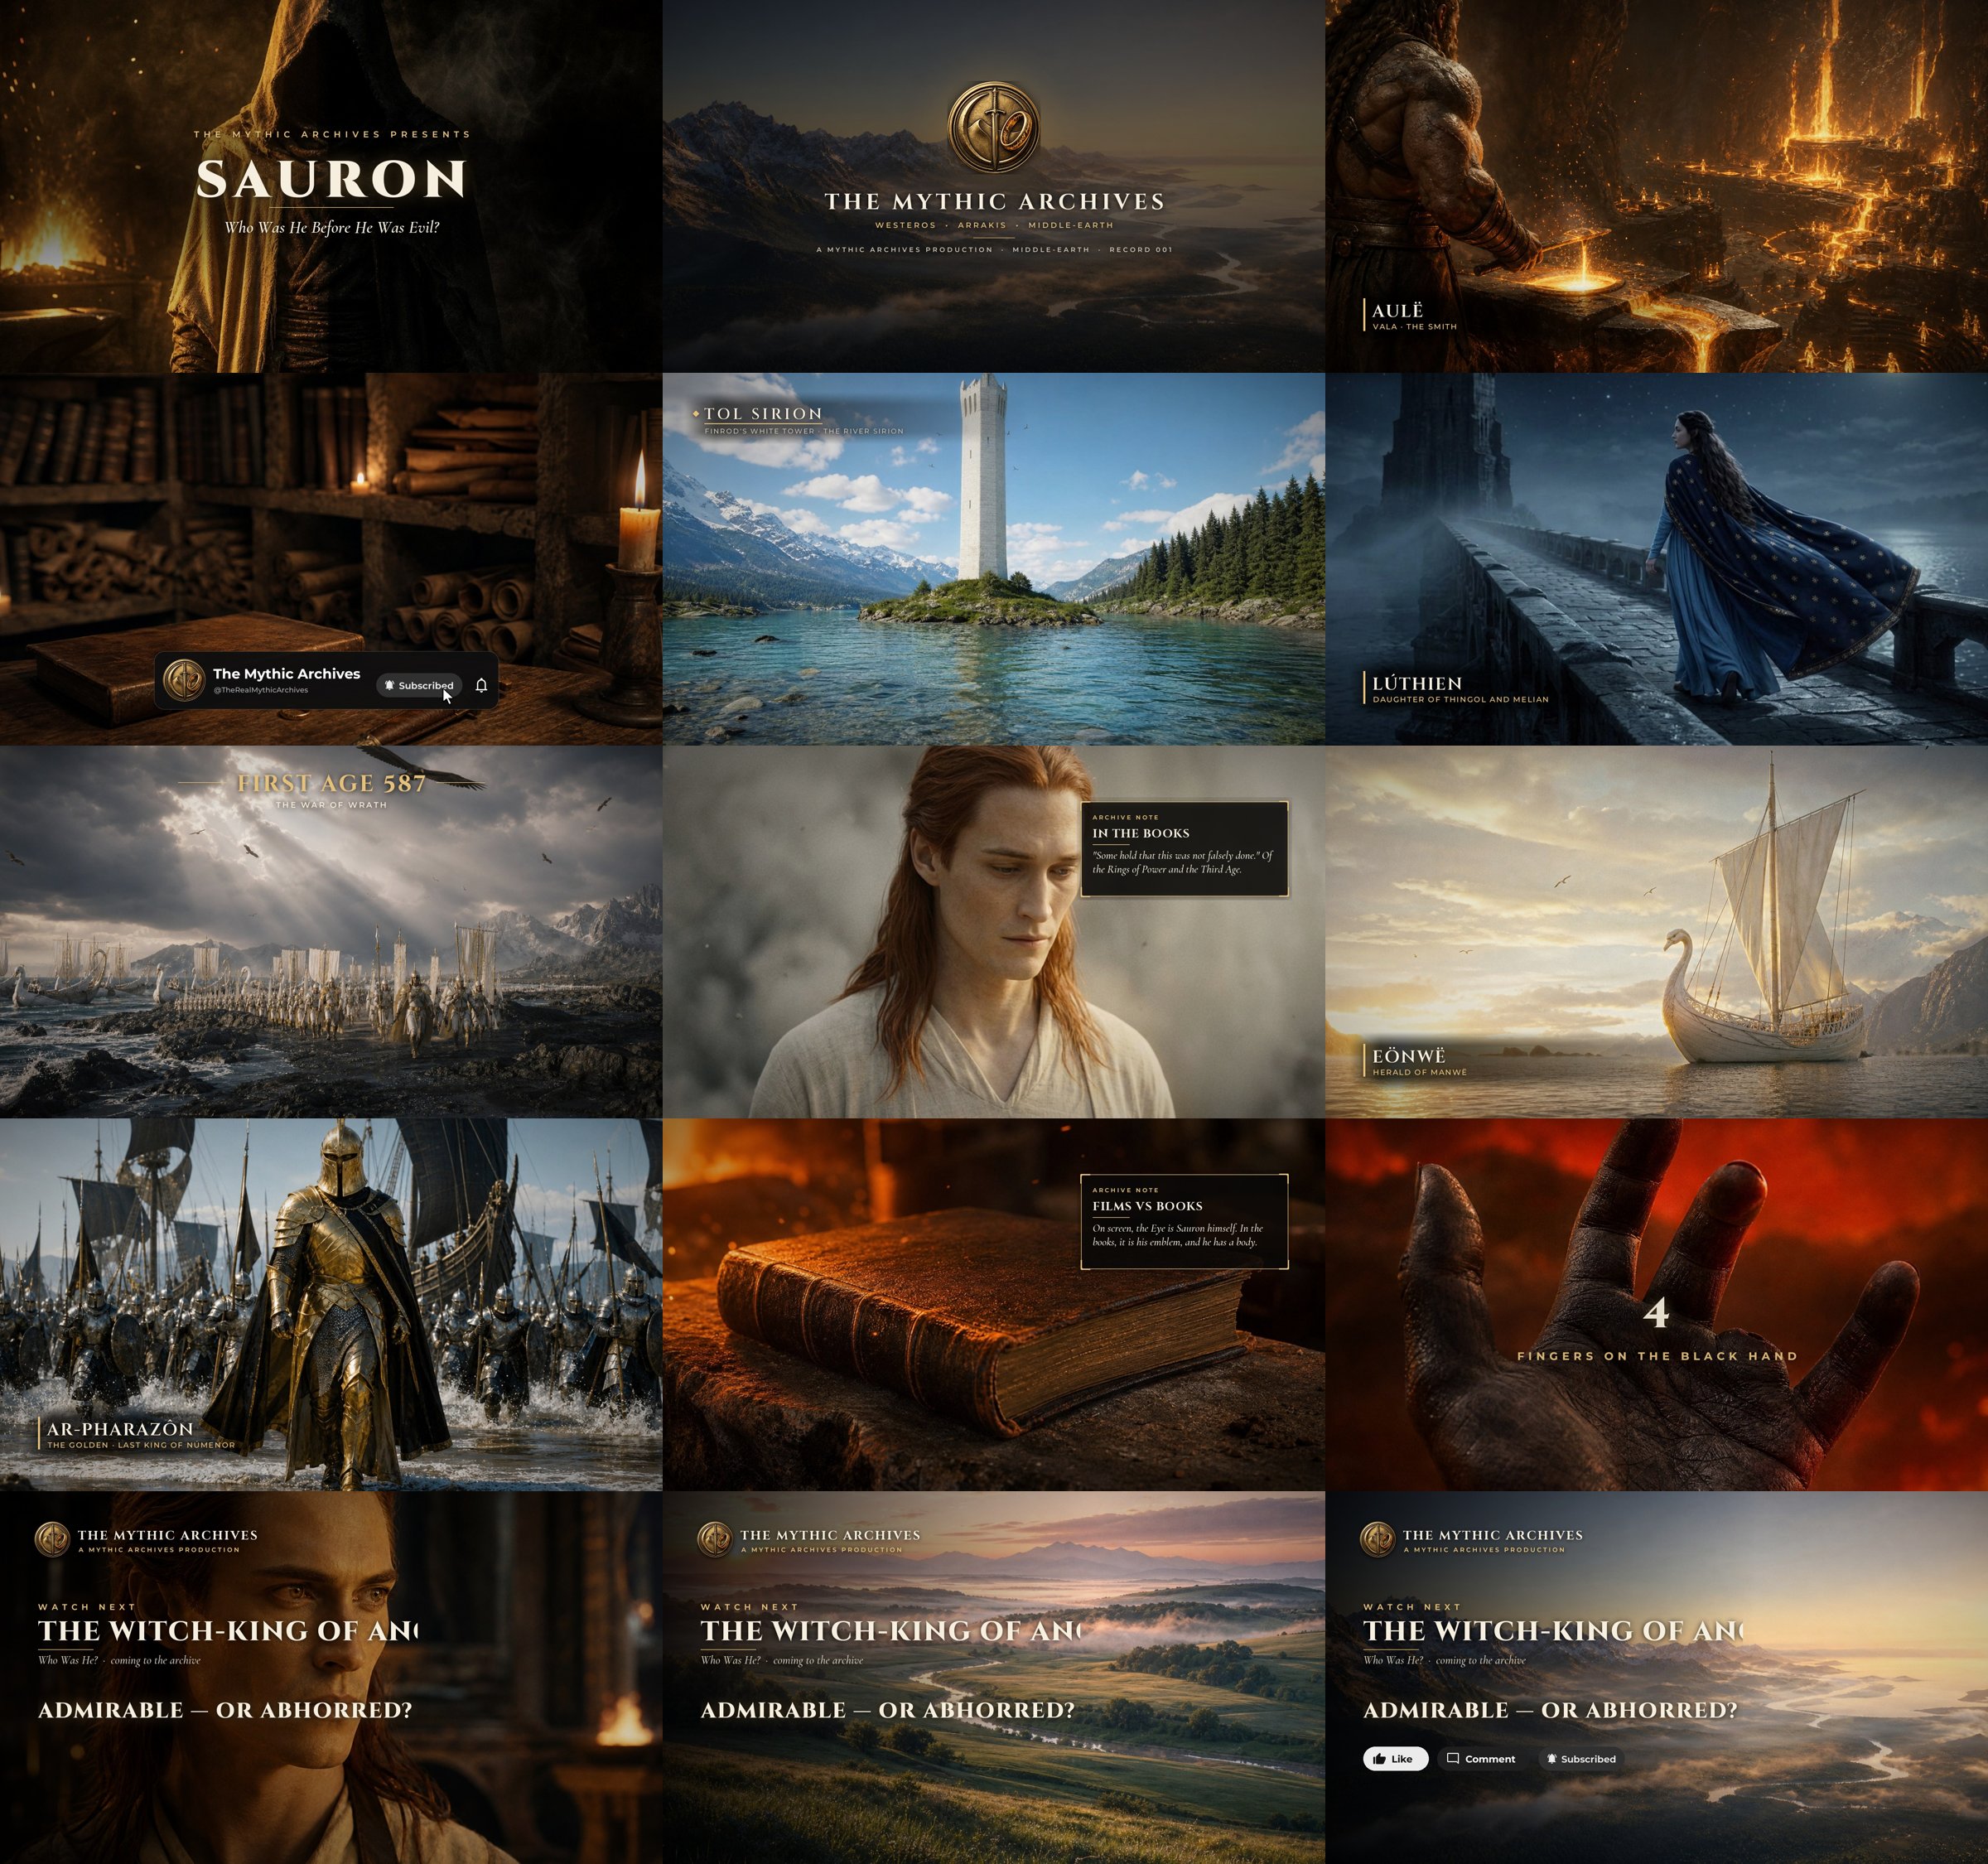 THE MYTHIC ARCHIVES PRESENTS
SAURON
Who Was He Before He Was Evil?
THE MYTHIC ARCHIVES
WESTEROS · ARRAKIS · MIDDLE-EARTH
A MYTHIC ARCHIVES PRODUCTION · MIDDLE-EARTH · RECORD 001
AULË
VALA · THE SMITH
The Mythic Archives
@TheRealMythicArchives
Subscribed
TOL SIRION
FINROD'S WHITE TOWER · THE RIVER SIRION
LÚTHIEN
DAUGHTER OF THINGOL AND MELIAN
FIRST AGE 587
THE WAR OF WRATH
ARCHIVE NOTE
IN THE BOOKS
"Some hold that this was not falsely done." Of
the Rings of Power and the Third Age.
EÖNWË
HERALD OF MANWË
AR-PHARAZÔN
THE GOLDEN · LAST KING OF NUMENOR
ARCHIVE NOTE
FILMS VS BOOKS
On screen, the Eye is Sauron himself. In the
books, it is his emblem, and he has a body.
4
FINGERS ON THE BLACK HAND
THE MYTHIC ARCHIVES
A MYTHIC ARCHIVES PRODUCTION
WATCH NEXT
THE WITCH-KING OF AN
Who Was He? · coming to the archive
ADMIRABLE — OR ABHORRED?
THE MYTHIC ARCHIVES
A MYTHIC ARCHIVES PRODUCTION
WATCH NEXT
THE WITCH-KING OF AN
Who Was He? · coming to the archive
ADMIRABLE — OR ABHORRED?
THE MYTHIC ARCHIVES
A MYTHIC ARCHIVES PRODUCTION
WATCH NEXT
THE WITCH-KING OF AN
Who Was He? · coming to the archive
ADMIRABLE — OR ABHORRED?
Like Comment Subscribed